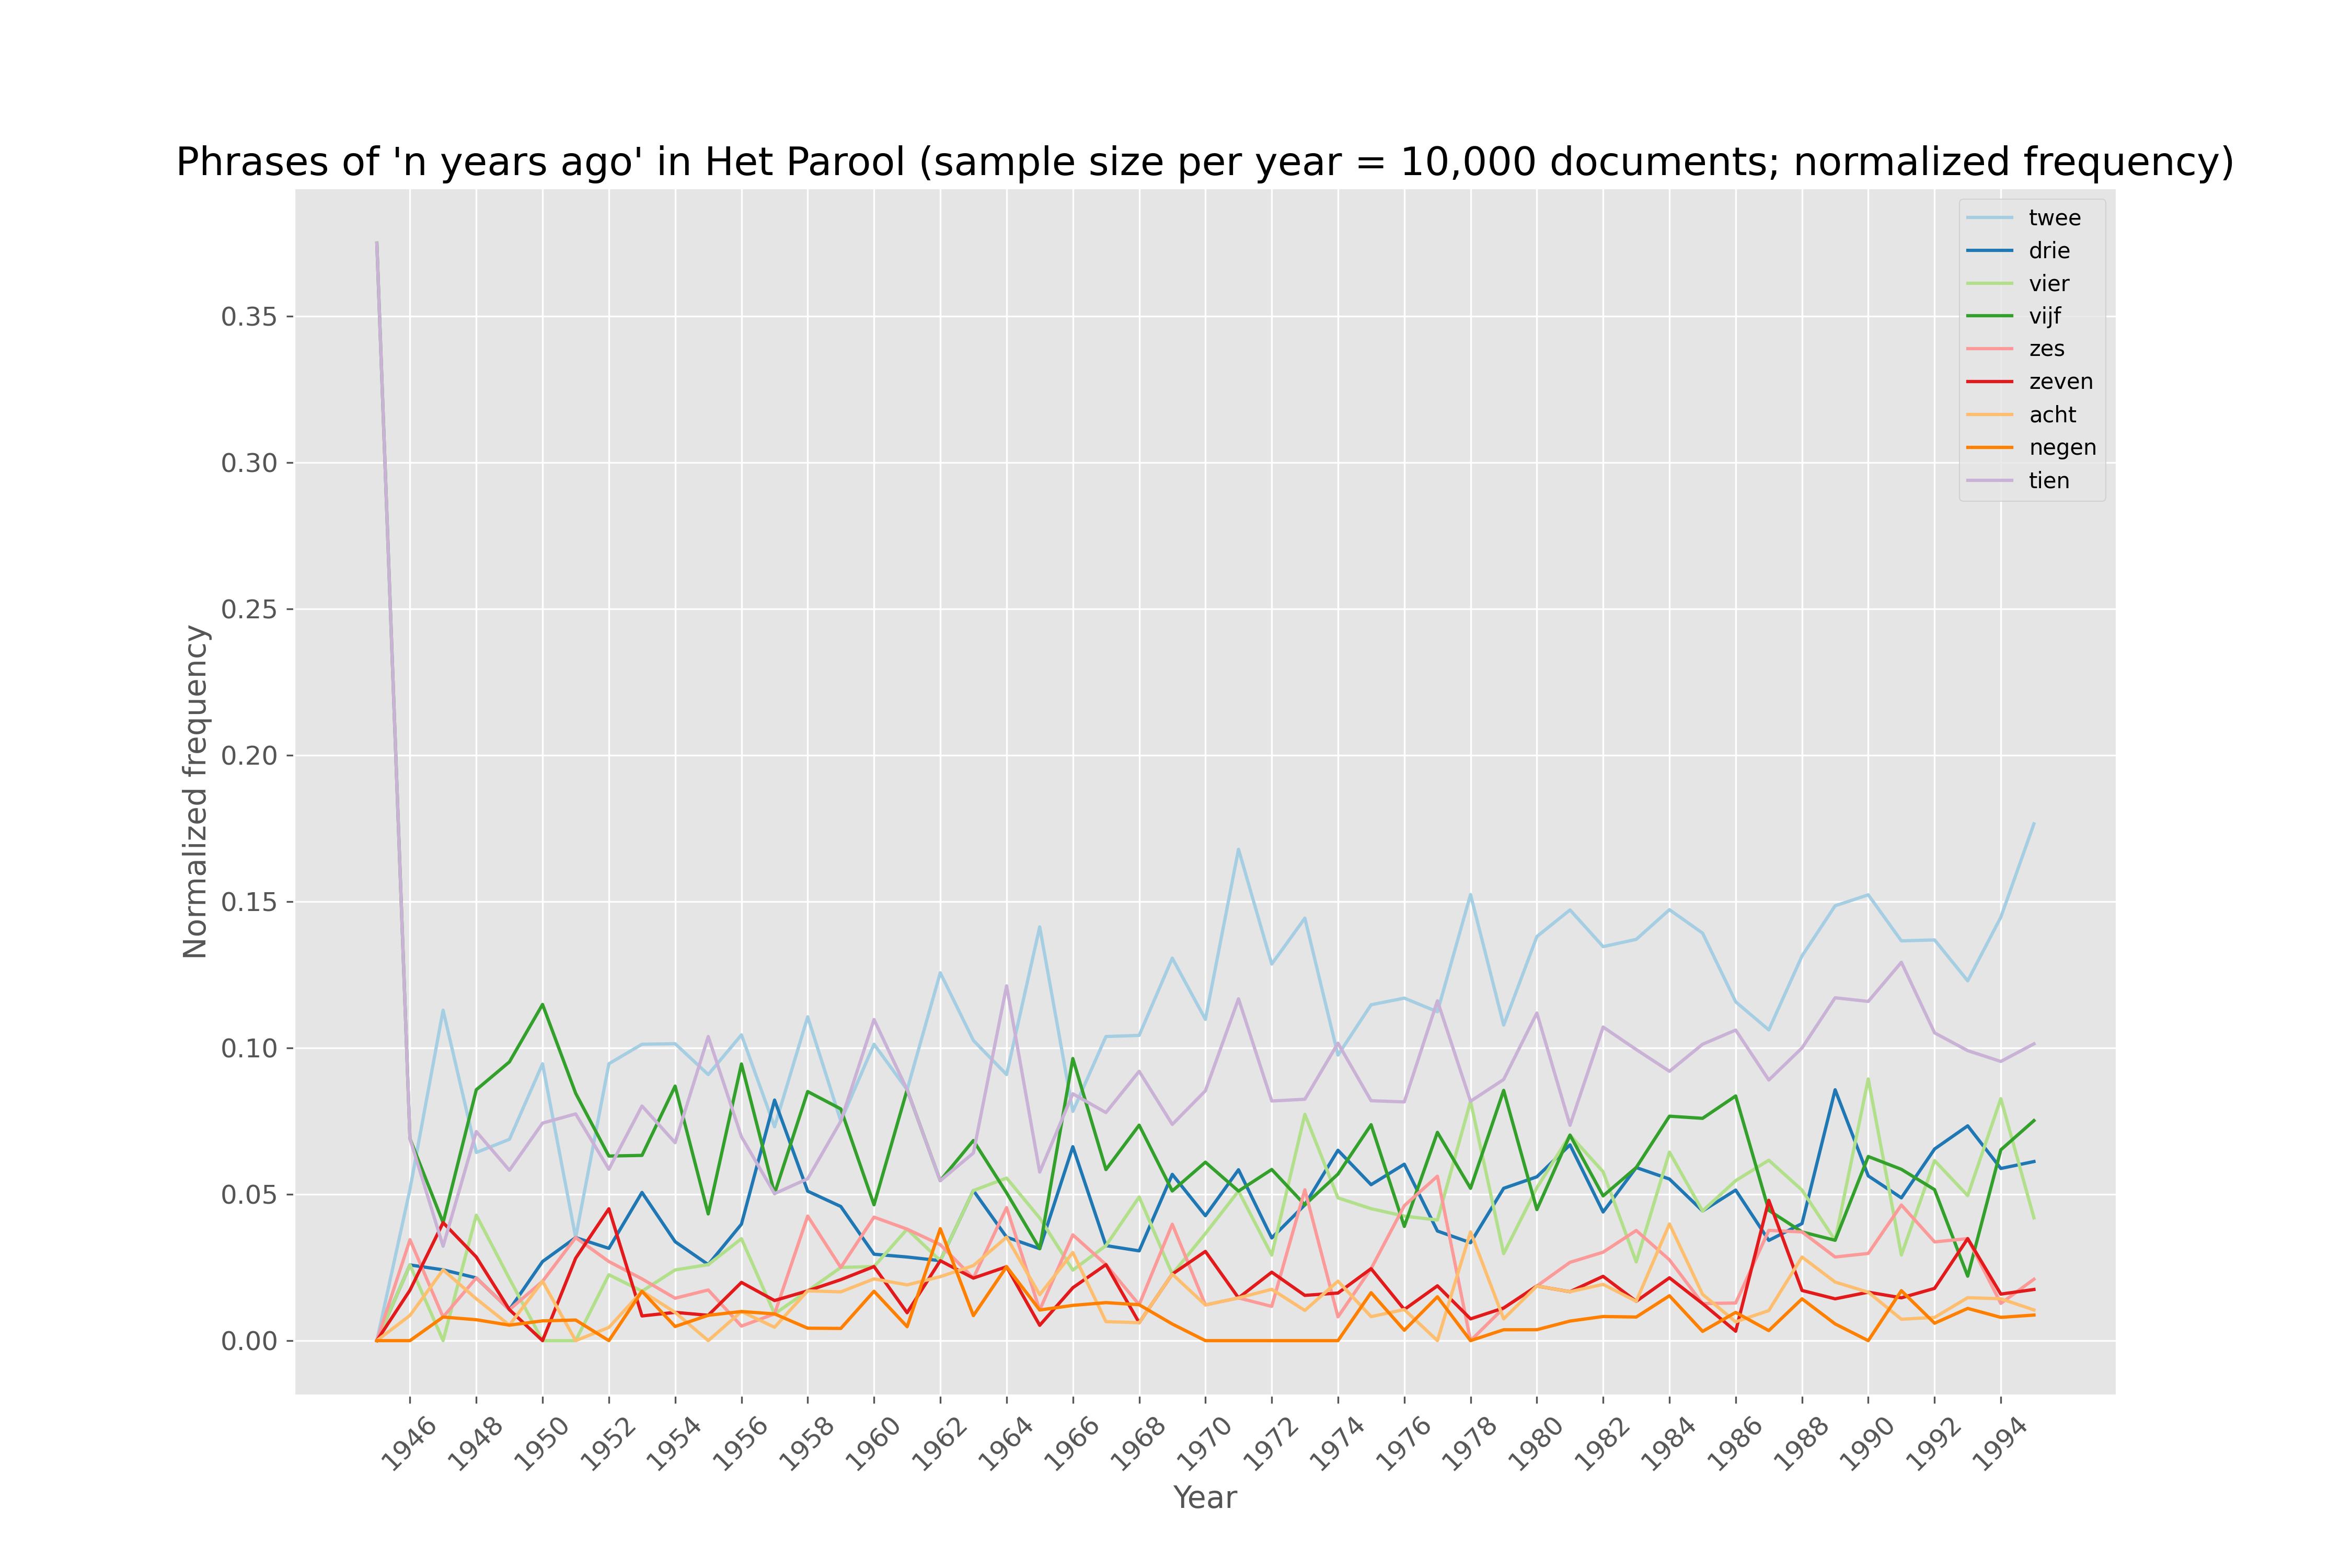 Phrases of 'n years ago' in Het Parool (sample size per year = 10,000 documents; normalized frequency)
twee
drie
vier
vijf
zes
zeven
acht
negen
tien
0.35
0.30
0.25
0.20
0.15
0.10
0.05
0.00
Normalized frequency
1946 1948 1950 1952 1954 1956 1958 1960 1962 1964 1966 1968 1970 1972 1974 1976 1978 1980 1982 1984 1986 1988 1990 1992 1994
Year